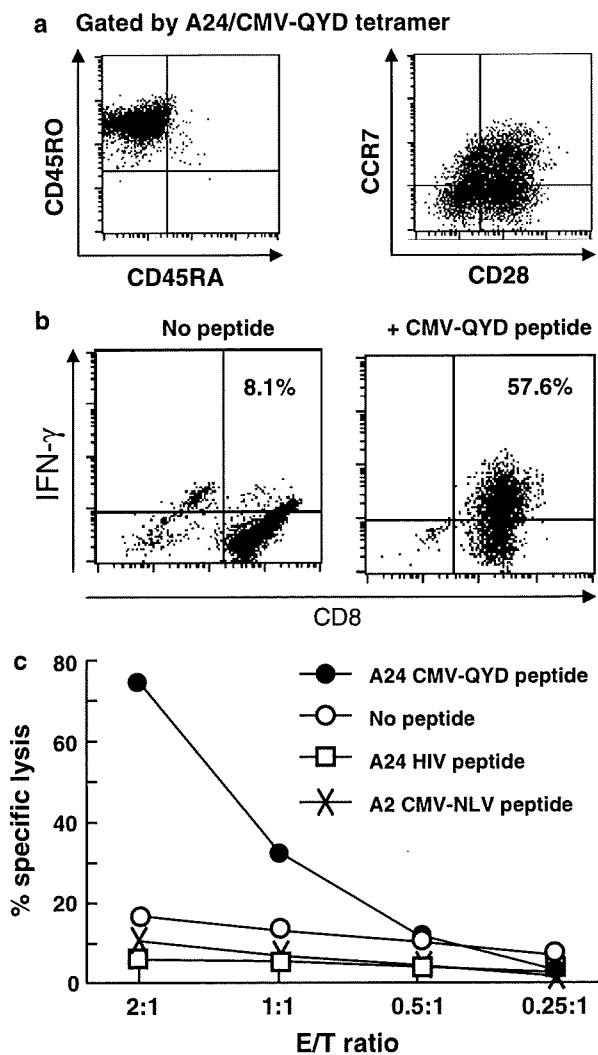 a Gated by A24/CMV-QYD tetramer
CD45RO
CD45RA
CCR7
CD28
b
No peptide
+ CMV-QYD peptide
8.1%
57.6%
IFN-γ
CD8
c
80
60
40
20
0
% specific lysis
A24 CMV-QYD peptide
No peptide
A24 HIV peptide
A2 CMV-NLV peptide
2:1 1:1 0.5:1 0.25:1
E/T ratio